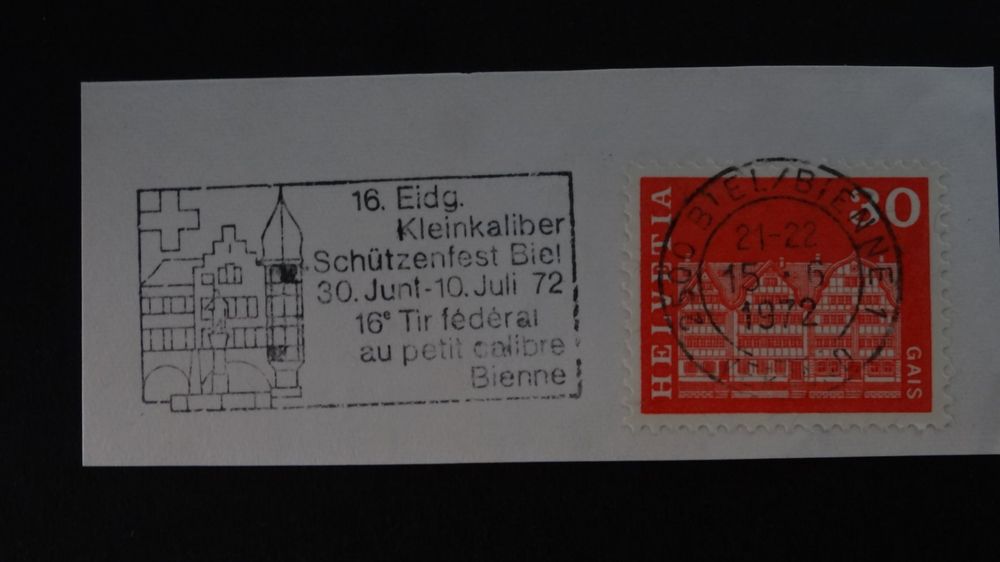 16. Eidg.
Kleinkaliber
Schützenfest Biel
30. Juni-10. Juli 72
16e Tir fédéral
au petit calibre
Bienne
HELVETIA
30
GAIS
BIEL/BIENNE 1
21-22
15.-6
1972